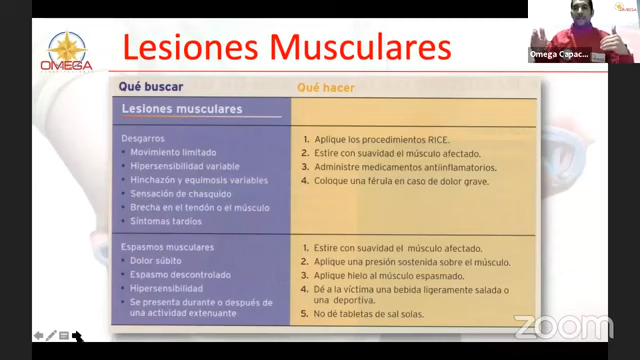 OMEGA
Lesiones Musculares
Omega Capac...
Qué buscar
Qué hacer
Lesiones musculares
Desgarros
• Movimiento limitado
• Hipersensibilidad variable
• Hinchazón y equimosis variables
• Sensación de chasquido
• Brecha en el tendón o el músculo
• Síntomas tardíos
1. Aplique los procedimientos RICE.
2. Estire con suavidad el músculo afectado.
3. Administre medicamentos antiinflamatorios.
4. Coloque una férula en caso de dolor grave.
Espasmos musculares
• Dolor súbito
• Espasmo descontrolado
• Hipersensibilidad
• Se presenta durante o después de
una actividad extenuante
1. Estire con suavidad el músculo afectado.
2. Aplique una presión sostenida sobre el músculo.
3. Aplique hielo al músculo espasmado.
4. Dé a la víctima una bebida ligeramente salada o
una deportiva.
5. No dé tabletas de sal solas.
zoom